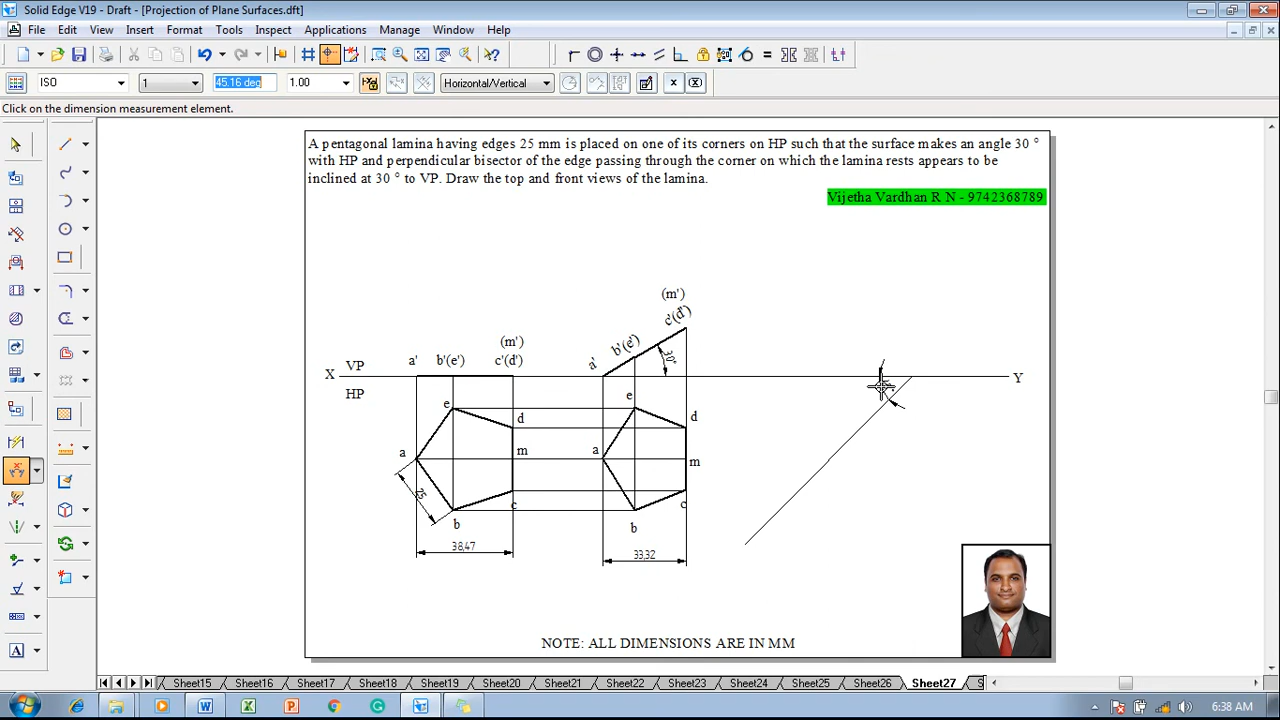 Solid Edge V19 - Draft - [Projection of Plane Surfaces.dft]
File Edit View Insert Format Tools Inspect Applications Manage Window Help
ISO 1 45.16 deg 1.00 Horizontal/Vertical
Click on the dimension measurement element.
A pentagonal lamina having edges 25 mm is placed on one of its corners on HP such that the surface makes an angle 30 °
with HP and perpendicular bisector of the edge passing through the corner on which the lamina rests appears to be
inclined at 30 ° to VP. Draw the top and front views of the lamina.
Vijetha Vardhan R N - 9742368789
(m')
c'(d')
(m')
b'(e')
VP a' b'(e') c'(d') a' 30°
X Y
HP
e e
d d
a m a m
25
c c
b b
38,47 33,32
NOTE: ALL DIMENSIONS ARE IN MM
Sheet15 Sheet16 Sheet17 Sheet18 Sheet19 Sheet20 Sheet21 Sheet22 Sheet23 Sheet24 Sheet25 Sheet26 Sheet27 S
6:38 AM